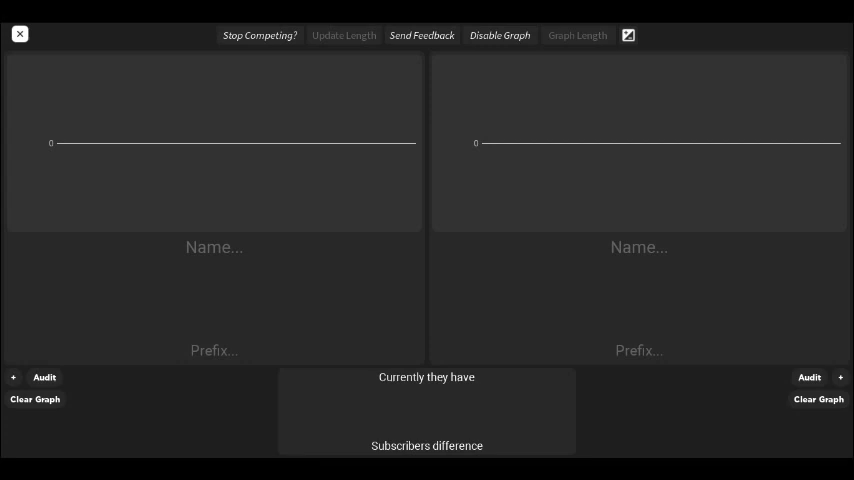 Stop Competing?
Update Length
Send Feedback
Disable Graph
Graph Length
0
0
Name...
Name...
Prefix...
Prefix...
+
Audit
Currently they have
Audit
+
Clear Graph
Clear Graph
Subscribers difference